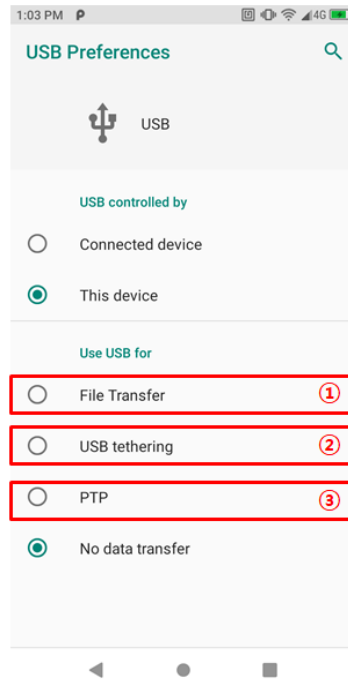 1:03 PM P 4G
USB Preferences
USB
USB controlled by
Connected device
This device
Use USB for
File Transfer ①
USB tethering ②
PTP ③
No data transfer